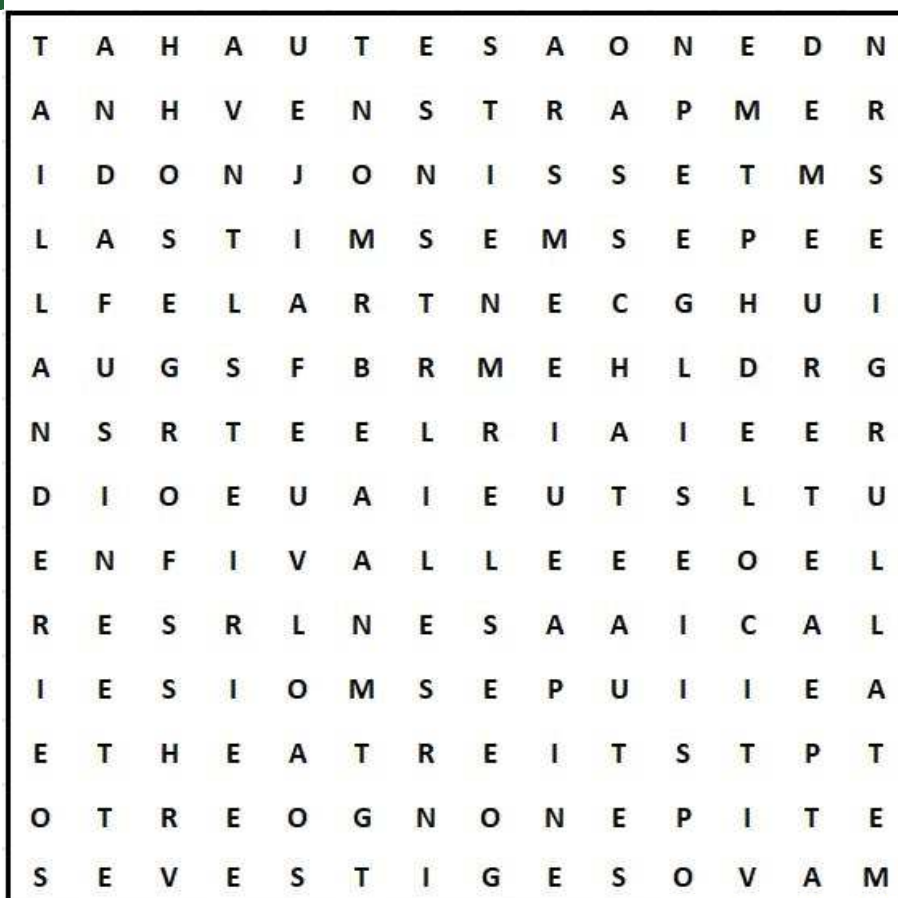 T A H A U T E S A O N E D N
A N H V E N S T R A P M E R
I D O N J O N I S S E T M S
L A S T I M S E M S E P E E
L F E L A R T N E C G H U I
A U G S F B R M E H L D R G
N S R T E E L R I A I E E R
D I O E U A I E U T S L T U
E N F I V A L L E E E O E L
R E S R L N E S A A I C A L
I E S I O M S E P U I I E A
E T H E A T R E I T S T P T
O T R E O G N O N E P I T E
S E V E S T I G E S O V A M